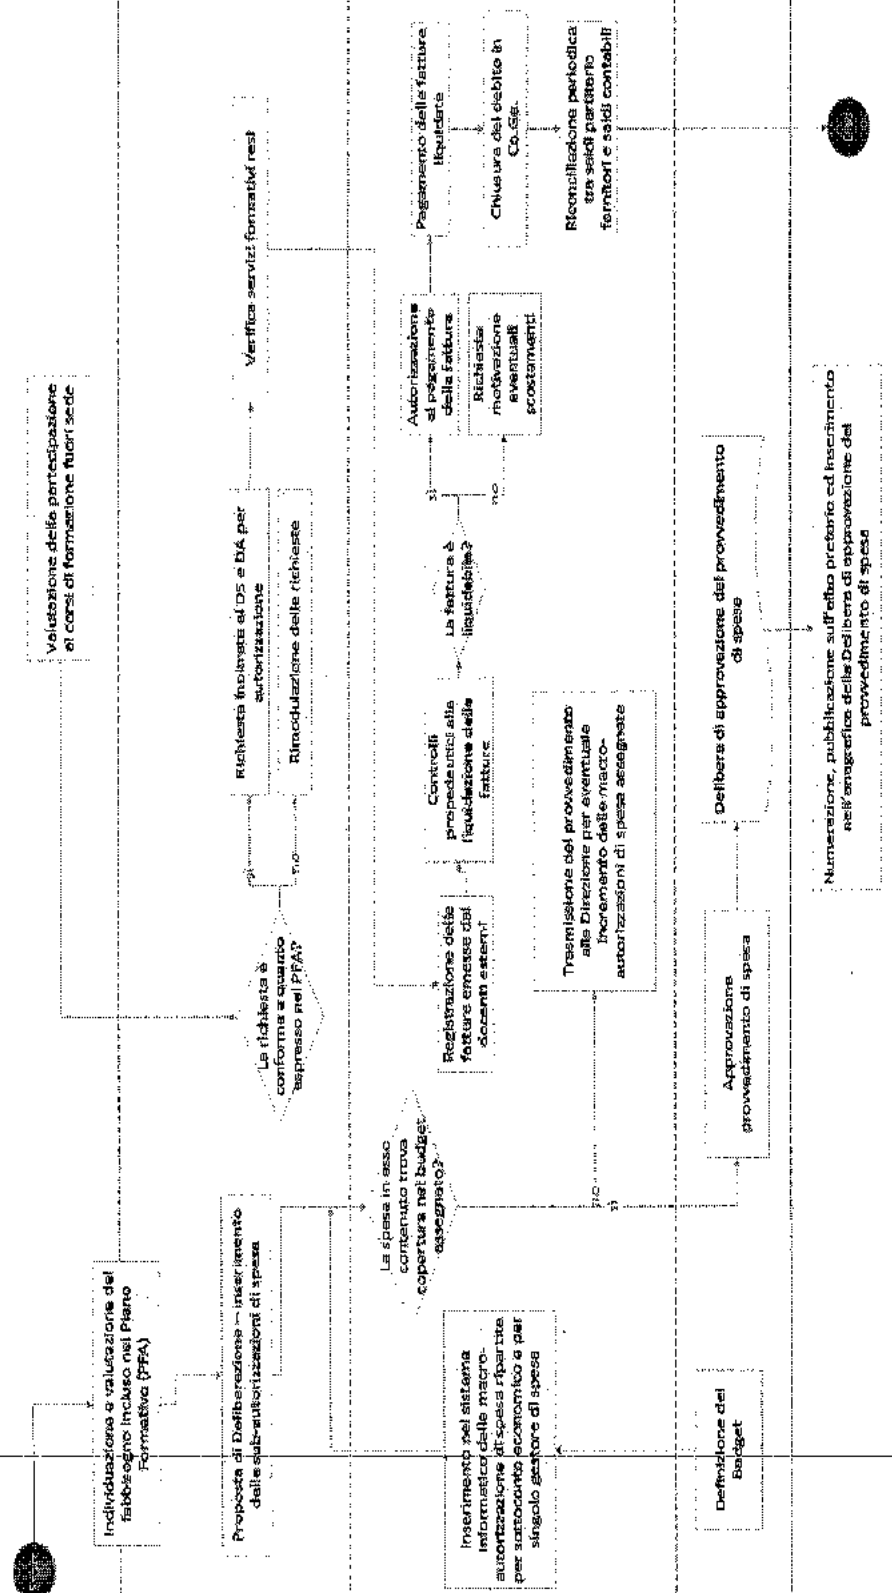 Individuazione e valutazione del
fabbisogno incluso nel Piano
Formativo (PFA)
Valutazione della partecipazione
ai corsi di formazione fuori sede
Proposta di Deliberazione – inserimento
delle sub-autorizzazioni di spesa
La richiesta è
conforme a quanto
espresso nel PFA?
si
no
Richiesta inoltrata al DS e DA per
autorizzazione
Rimodulazione delle richieste
Verifica servizi formativi resi
Inserimento nel sistema
informatico delle macro-
autorizzazione di spesa ripartite
per sottoconto economico e per
singolo gestore di spesa
La spesa in esso
contenuto trova
copertura nel budget
assegnato?
no
si
Registrazione delle
fatture emesse dai
docenti esterni
Controlli
propedeutici alla
liquidazione delle
fatture
La fattura è
liquidabile?
si
no
Autorizzazione
al pagamento
della fattura
Richiesta
motivazione
eventuali
scostamenti
Pagamento delle fatture
liquidate
Chiusura del debito in
Co.Ge.
Riconciliazione periodica
tra saldi partitario
fornitori e saldi contabili
Trasmissione del provvedimento
alla Direzione per eventuale
incremento delle macro-
autorizzazioni di spesa assegnate
Definizione del
Budget
Approvazione
provvedimento di spesa
Delibera di approvazione del provvedimento
di spesa
Numerazione, pubblicazione sull'albo pretorio ed inserimento
nell'anagrafica della Delibera di approvazione del
provvedimento di spesa